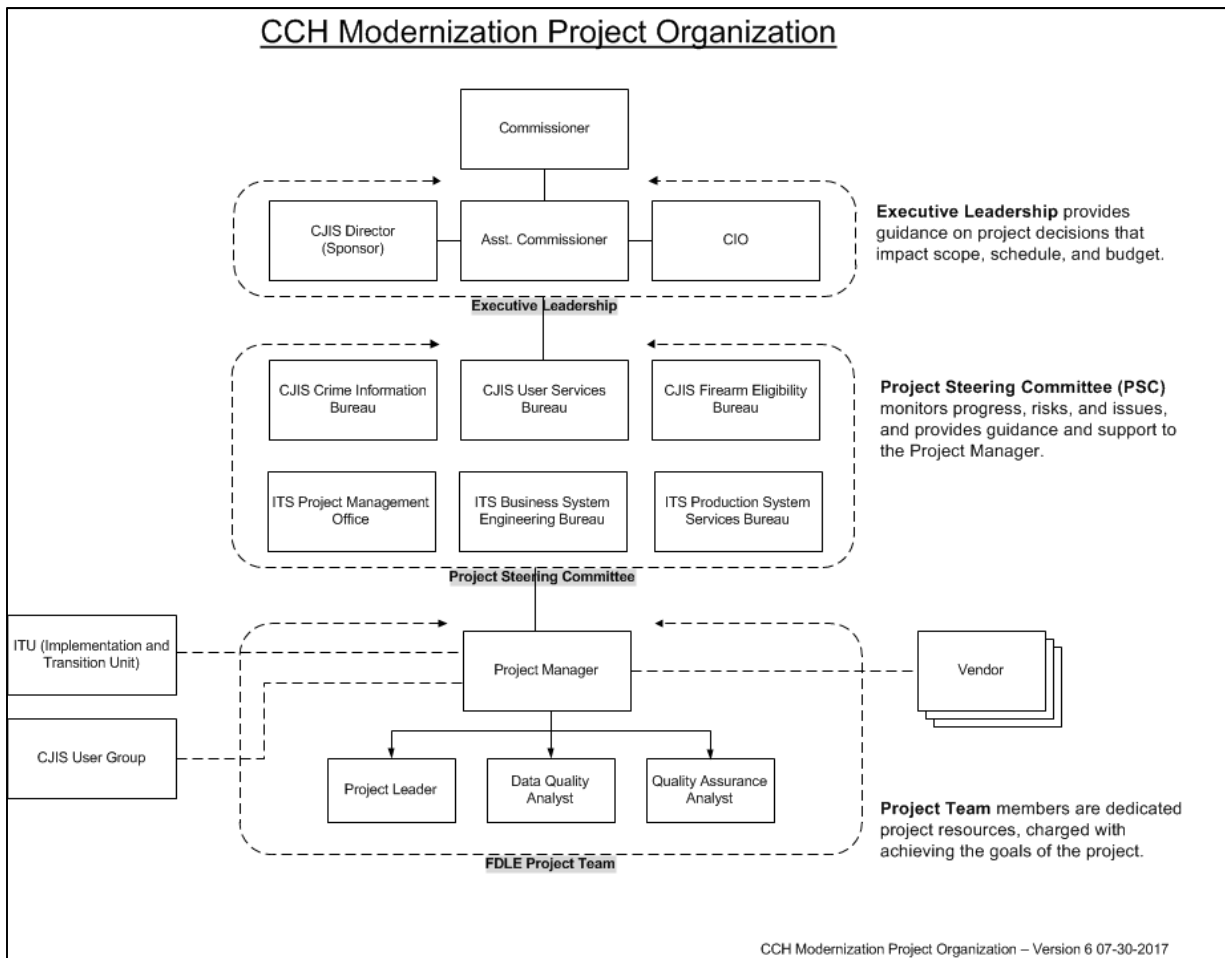 CCH Modernization Project Organization
Commissioner
CJIS Director
(Sponsor)
Asst. Commissioner
CIO
Executive Leadership provides
guidance on project decisions that
impact scope, schedule, and budget.
Executive Leadership
CJIS Crime Information
Bureau
CJIS User Services
Bureau
CJIS Firearm Eligibility
Bureau
Project Steering Committee (PSC)
monitors progress, risks, and issues,
and provides guidance and support to
the Project Manager.
ITS Project Management
Office
ITS Business System
Engineering Bureau
ITS Production System
Services Bureau
Project Steering Committee
ITU (Implementation and
Transition Unit)
Project Manager
Vendor
CJIS User Group
Project Leader
Data Quality
Analyst
Quality Assurance
Analyst
Project Team members are dedicated
project resources, charged with
achieving the goals of the project.
FDLE Project Team
CCH Modernization Project Organization – Version 6 07-30-2017